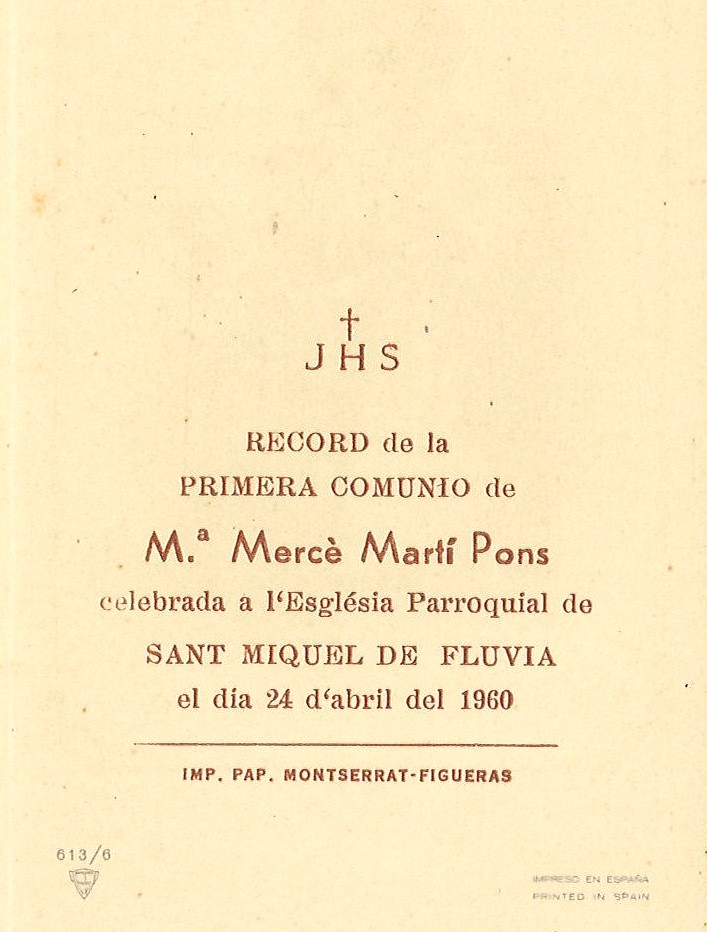 †
JHS
RECORD de la
PRIMERA COMUNIO de
M.ª Mercè Martí Pons
celebrada a l‘Església Parroquial de
SANT MIQUEL DE FLUVIA
el día 24 d‘abril del 1960
IMP. PAP. MONTSERRAT-FIGUERAS
613/6
IMPRESO EN ESPAÑA
PRINTED IN SPAIN